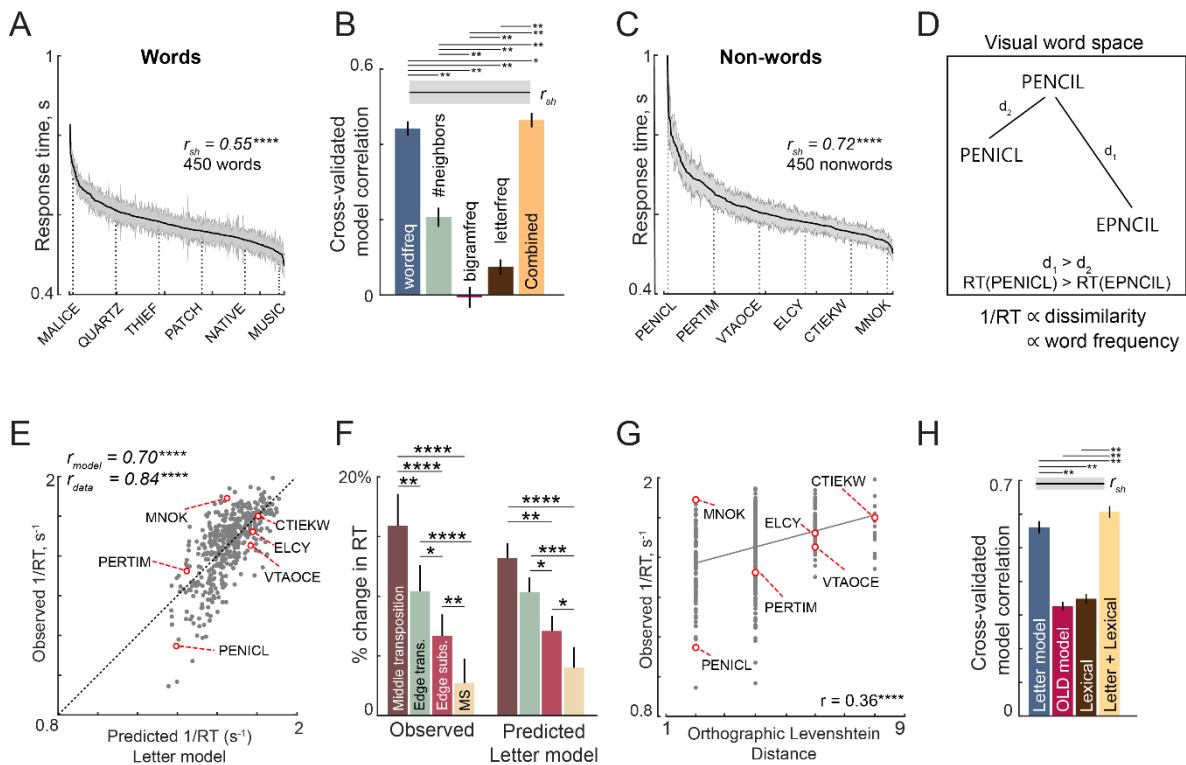 A
Words
1
Response time, s
0.4
r_sh = 0.55****
450 words
MALICE
QUARTZ
THIEF
PATCH
NATIVE
MUSIC
B
**
**
**
**
**
**
*
**
**
**
0.6
Cross-validated
model correlation
0
r_sh
wordfreq
#neighbors
bigramfreq
letterfreq
Combined
C
Non-words
1
Response time, s
0.4
r_sh = 0.72****
450 nonwords
PENICL
PERTIM
VTAOCE
ELCY
CTIEKW
MNOK
D
Visual word space
PENCIL
d₂
PENICL
d₁
EPNCIL
d₁ > d₂
RT(PENICL) > RT(EPNCIL)
1/RT ∝ dissimilarity
∝ word frequency
E
r_model = 0.70****
r_data = 0.84****
2
Observed 1/RT, s⁻¹
0.8
MNOK
CTIEKW
ELCY
VTAOCE
PERTIM
PENICL
Predicted 1/RT (s⁻¹)
2
Letter model
F
20%
% change in RT
0
****
****
**
****
*
**
****
**
***
*
*
Middle transposition
Edge trans.
Edge subs.
MS
Observed
Predicted
Letter model
G
2
Observed 1/RT, s⁻¹
0.8
CTIEKW
MNOK
ELCY
VTAOCE
PERTIM
PENICL
r = 0.36****
1
Orthographic Levenshtein
9
Distance
H
**
**
**
**
**
0.7
Cross-validated
model correlation
0
r_sh
Letter model
OLD model
Lexical
Letter + Lexical